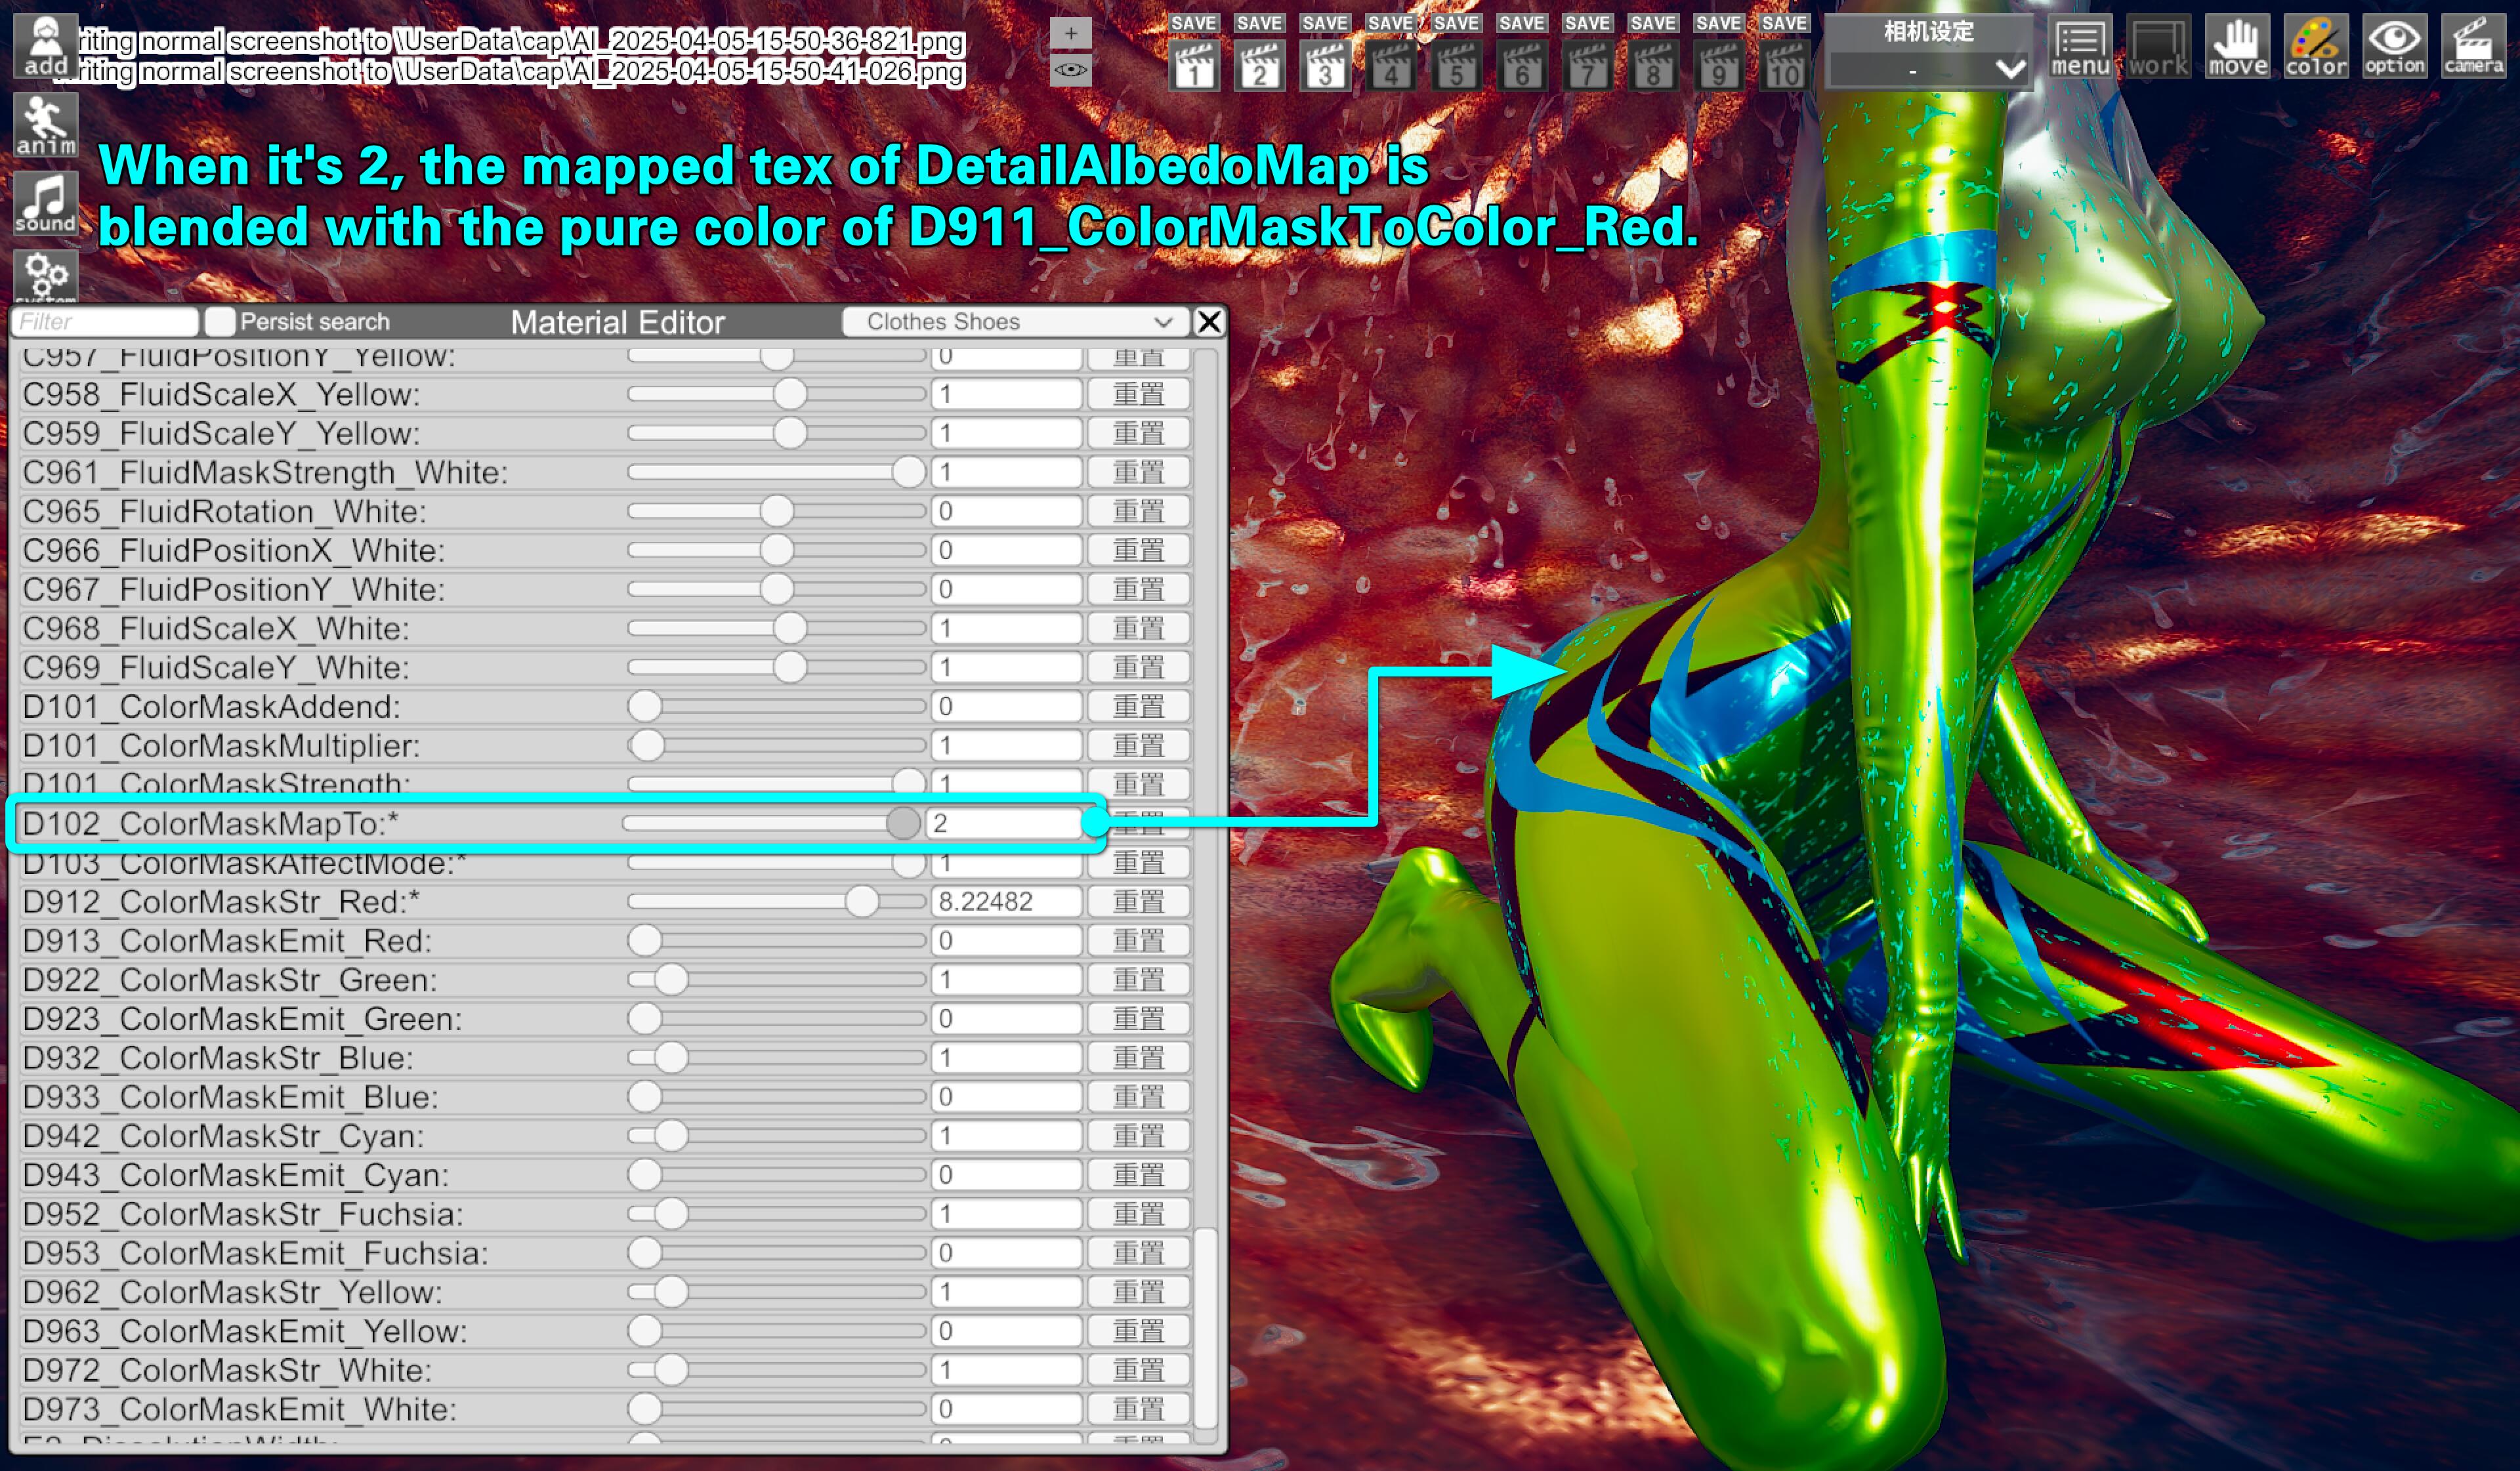 add
riting normal screenshot to \UserData\cap\AI_2025-04-05-15-50-36-821.png
riting normal screenshot to \UserData\cap\AI_2025-04-05-15-50-41-026.png
+
SAVE SAVE SAVE SAVE SAVE SAVE SAVE SAVE SAVE SAVE
1 2 3 4 5 6 7 8 9 10
相机设定
-
menu work move color option camera
anim
sound
system
When it's 2, the mapped tex of DetailAlbedoMap is
blended with the pure color of D911_ColorMaskToColor_Red.
Filter Persist search Material Editor Clothes Shoes X
C957_FluidPositionY_Yellow: 0 重置
C958_FluidScaleX_Yellow: 1 重置
C959_FluidScaleY_Yellow: 1 重置
C961_FluidMaskStrength_White: 1 重置
C965_FluidRotation_White: 0 重置
C966_FluidPositionX_White: 0 重置
C967_FluidPositionY_White: 0 重置
C968_FluidScaleX_White: 1 重置
C969_FluidScaleY_White: 1 重置
D101_ColorMaskAddend: 0 重置
D101_ColorMaskMultiplier: 1 重置
D101_ColorMaskStrength: 1 重置
D102_ColorMaskMapTo:* 2 重置
D103_ColorMaskAffectMode:* 1 重置
D912_ColorMaskStr_Red:* 8.22482 重置
D913_ColorMaskEmit_Red: 0 重置
D922_ColorMaskStr_Green: 1 重置
D923_ColorMaskEmit_Green: 0 重置
D932_ColorMaskStr_Blue: 1 重置
D933_ColorMaskEmit_Blue: 0 重置
D942_ColorMaskStr_Cyan: 1 重置
D943_ColorMaskEmit_Cyan: 0 重置
D952_ColorMaskStr_Fuchsia: 1 重置
D953_ColorMaskEmit_Fuchsia: 0 重置
D962_ColorMaskStr_Yellow: 1 重置
D963_ColorMaskEmit_Yellow: 0 重置
D972_ColorMaskStr_White: 1 重置
D973_ColorMaskEmit_White: 0 重置